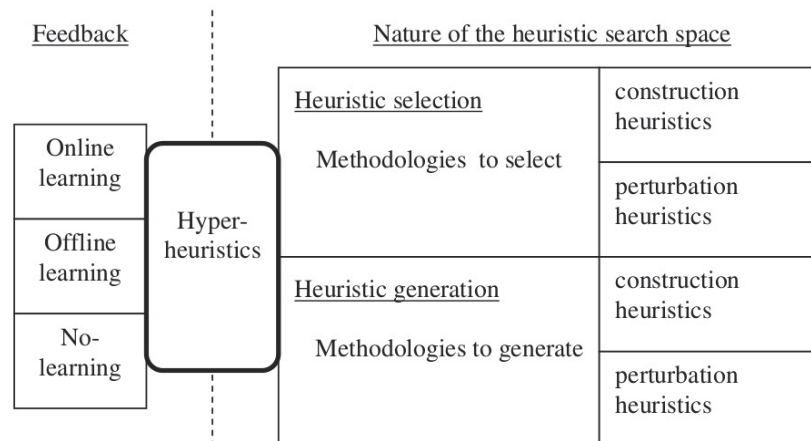 Feedback
Nature of the heuristic search space
Online
learning
Offline
learning
No-
learning
Hyper-
heuristics
Heuristic selection
Methodologies to select
construction
heuristics
perturbation
heuristics
Heuristic generation
Methodologies to generate
construction
heuristics
perturbation
heuristics